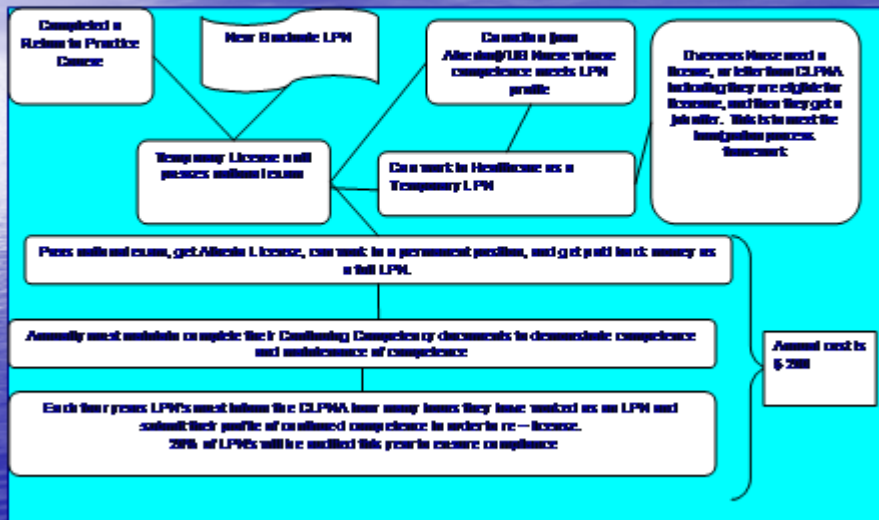 Completed a
Return to Practice
Course
New Graduate LPN
Canadian (non
Alberta)/US Nurse whose
competence meets LPN
profile
Overseas Nurse need a
license, or letter from CLPNA
indicating they are eligible for
licensure, and then they get a
job offer. This is to meet the
immigration process
framework
Temporary License until
passes national exam
Can work in Healthcare as a
Temporary LPN
Pass national exam, get Alberta License, can work in a permanent position, and get paid back money as
a full LPN.
Annually must maintain complete their Continuing Competency documents to demonstrate competence
and maintenance of competence
Annual cost is
Each four years LPN's must inform the CLPNA how many hours they have worked as an LPN and
submit their profile of confirmed competence in order to re – license.
20% of LPN's will be audited this year to ensure compliance